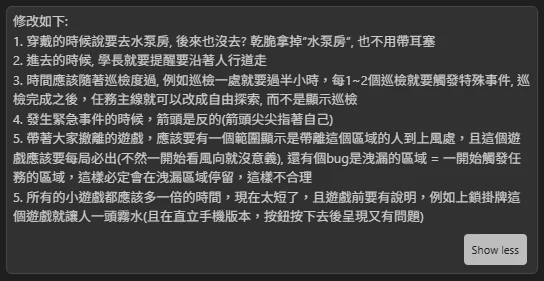 修改如下:
1. 穿戴的時候說要去水泵房, 後來也沒去? 乾脆拿掉"水泵房", 也不用帶耳塞
2. 進去的時候, 學長就要提醒要沿著人行道走
3. 時間應該隨著巡檢度過, 例如巡檢一處就要過半小時，每1~2個巡檢就要觸發特殊事件, 巡
檢完成之後，任務主線就可以改成自由探索, 而不是顯示巡檢
4. 發生緊急事件的時候，箭頭是反的(箭頭尖尖指著自己)
5. 帶著大家撤離的遊戲，應該要有一個範圍顯示是帶離這個區域的人到上風處，且這個遊
戲應該要每局必出(不然一開始看風向就沒意義), 還有個bug是洩漏的區域 = 一開始觸發任
務的區域，這樣必定會在洩漏區域停留，這樣不合理
5. 所有的小遊戲都應該多一倍的時間，現在太短了，且遊戲前要有說明，例如上鎖掛牌這
個遊戲就讓人一頭霧水(且在直立手機版本，按鈕按下去後呈現又有問題)
Show less